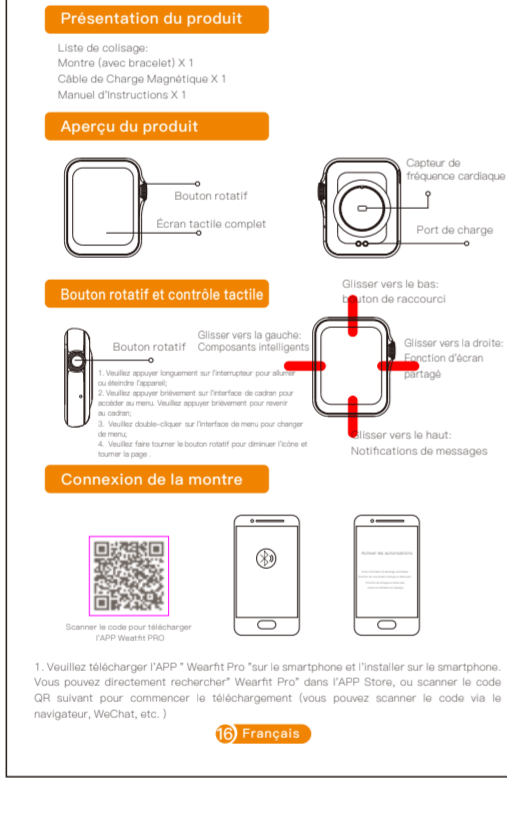 Présentation du produit
Liste de colisage:
Montre (avec bracelet) X 1
Câble de Charge Magnétique X 1
Manuel d'Instructions X 1
Aperçu du produit
Bouton rotatif
Écran tactile complet
Capteur de
fréquence cardiaque
Port de charge
Bouton rotatif et contrôle tactile
Bouton rotatif
1. Veuillez appuyer longuement sur l'interrupteur pour allumer
ou éteindre l'appareil;
2. Veuillez appuyer brièvement sur l'interface de cadran pour
accéder au menu. Veuillez appuyer brièvement pour revenir
au cadran;
3. Veuillez double-cliquer sur l'interface de menu pour changer
de menu;
4. Veuillez faire tourner le bouton rotatif pour diminuer l'icône et
tourner la page .
Glisser vers le bas:
bouton de raccourci
Glisser vers la gauche:
Composants intelligents
Glisser vers la droite:
Fonction d'écran
partagé
Glisser vers le haut:
Notifications de messages
Connexion de la montre
Scanner le code pour télécharger
l'APP Weatfit PRO
1. Veuillez télécharger l'APP " Wearfit Pro "sur le smartphone et l'installer sur le smartphone.
Vous pouvez directement rechercher" Wearfit Pro" dans l'APP Store, ou scanner le code
QR suivant pour commencer le téléchargement (vous pouvez scanner le code via le
navigateur, WeChat, etc. )
16 Français